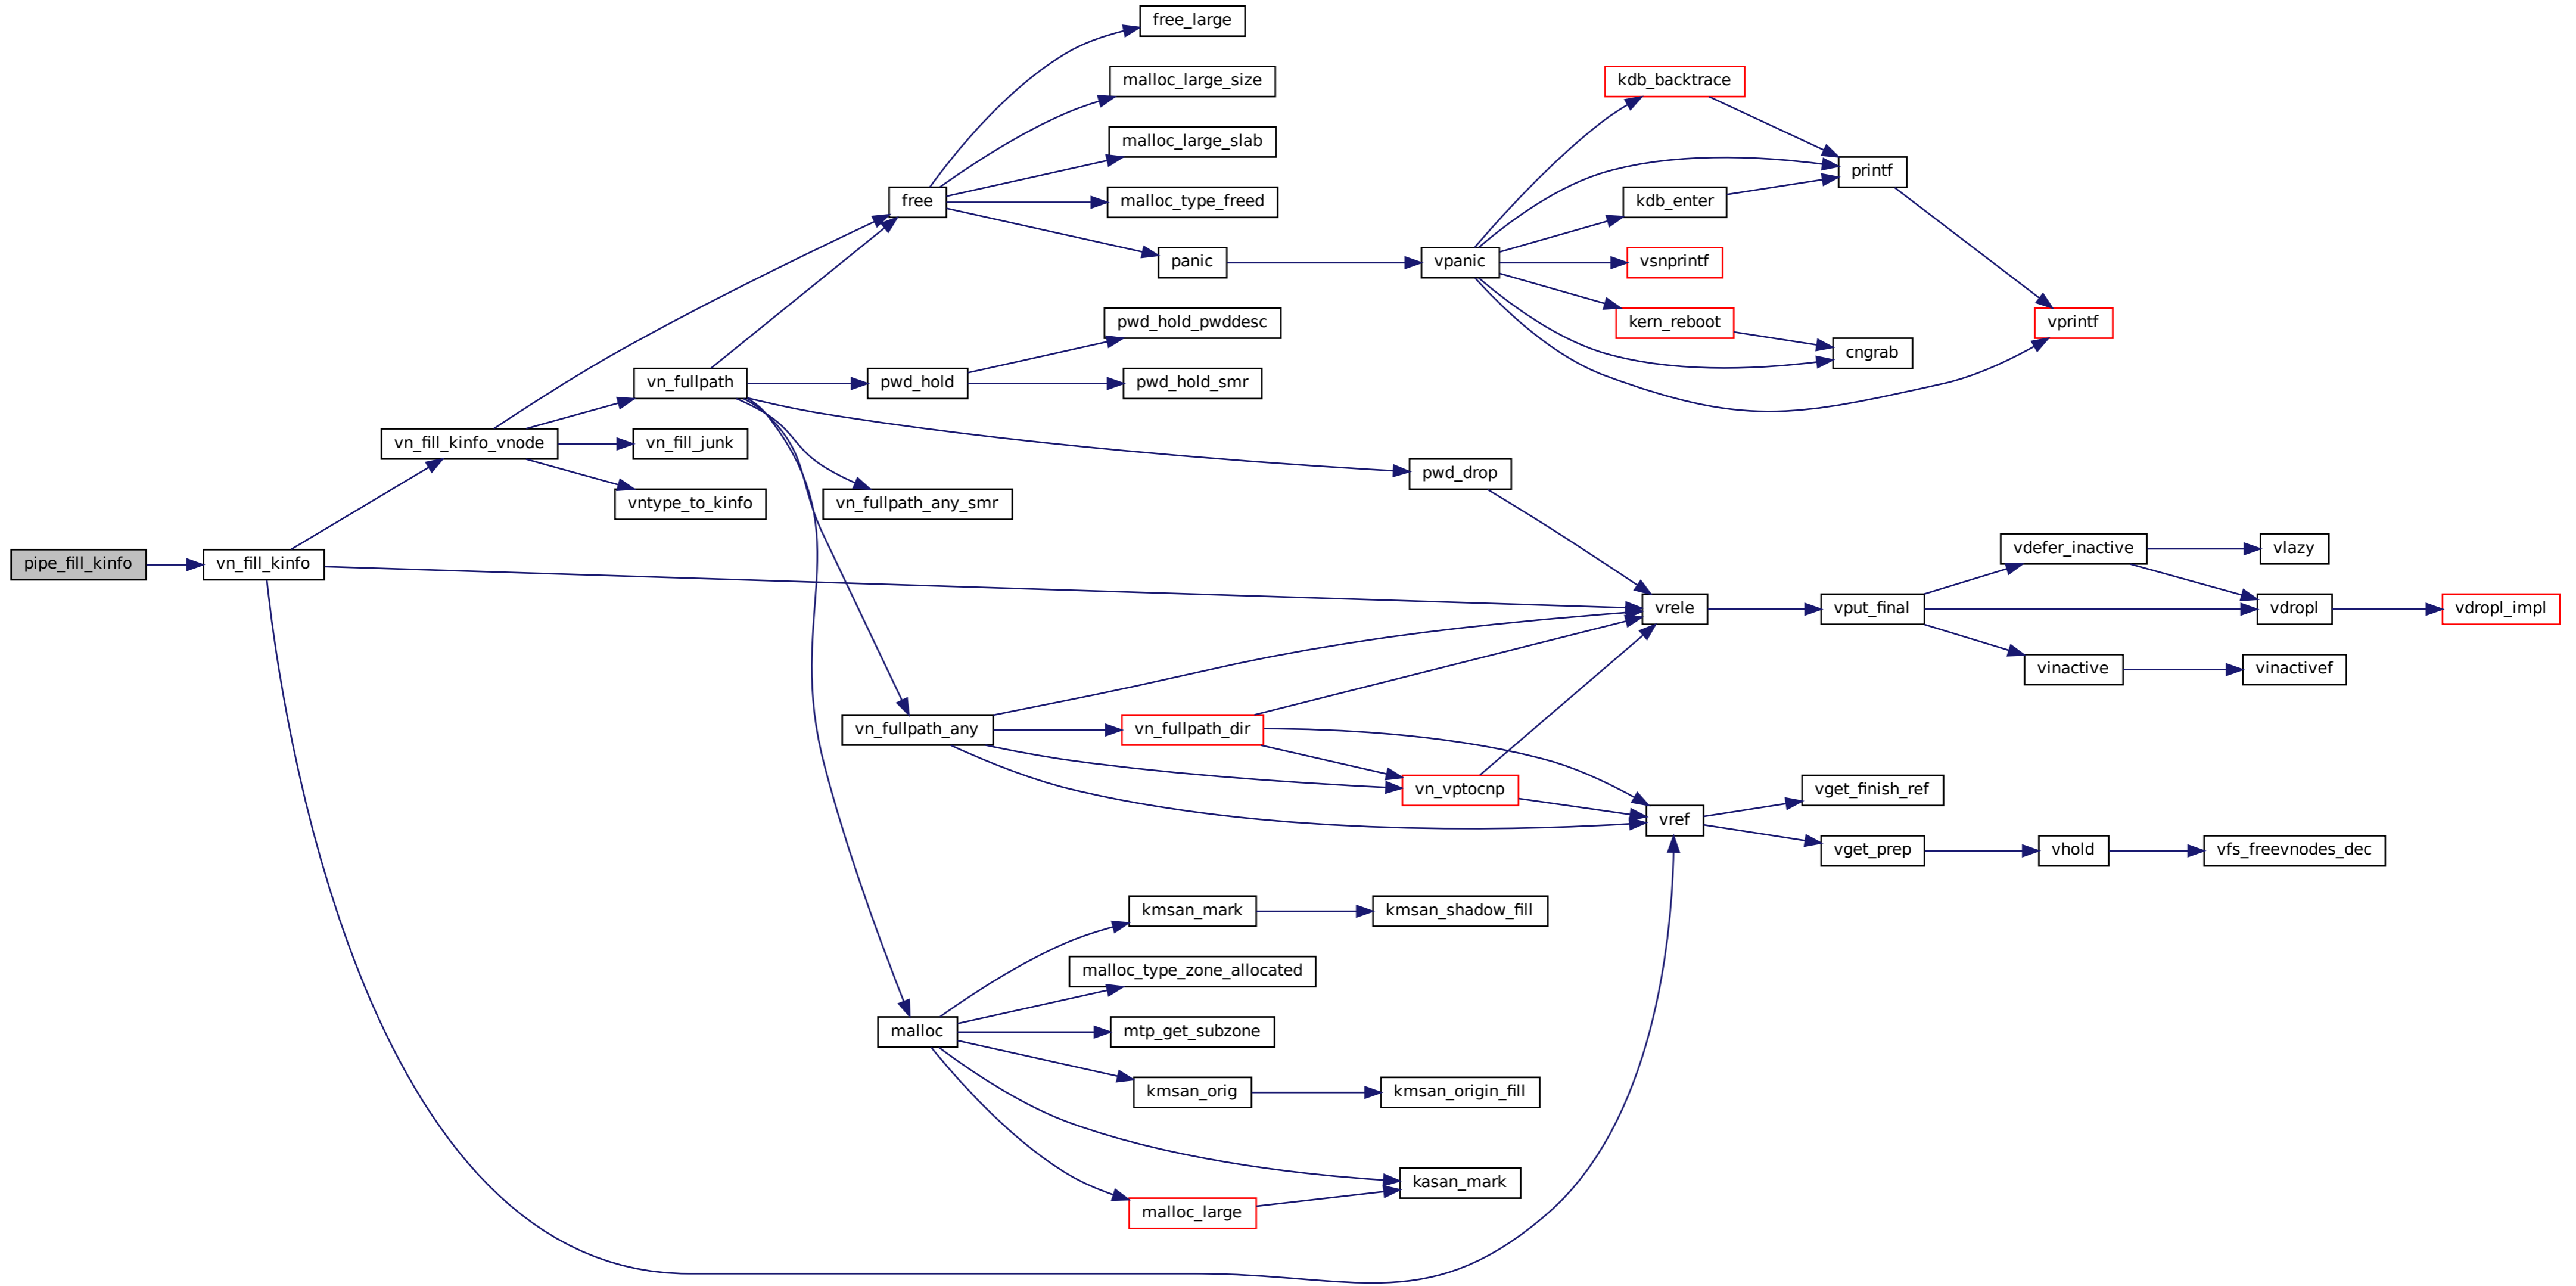 free_large
malloc_large_size
kdb_backtrace
malloc_large_slab
printf
free
malloc_type_freed
kdb_enter
panic
vpanic
vsnprintf
pwd_hold_pwddesc
kern_reboot
vprintf
cngrab
vn_fullpath
pwd_hold
pwd_hold_smr
vn_fill_kinfo_vnode
vn_fill_junk
pwd_drop
vntype_to_kinfo
vn_fullpath_any_smr
vdefer_inactive
vlazy
pipe_fill_kinfo
vn_fill_kinfo
vrele
vput_final
vdropl
vdropl_impl
vinactive
vinactivef
vn_fullpath_any
vn_fullpath_dir
vn_vptocnp
vget_finish_ref
vref
vget_prep
vhold
vfs_freevnodes_dec
kmsan_mark
kmsan_shadow_fill
malloc_type_zone_allocated
malloc
mtp_get_subzone
kmsan_orig
kmsan_origin_fill
kasan_mark
malloc_large